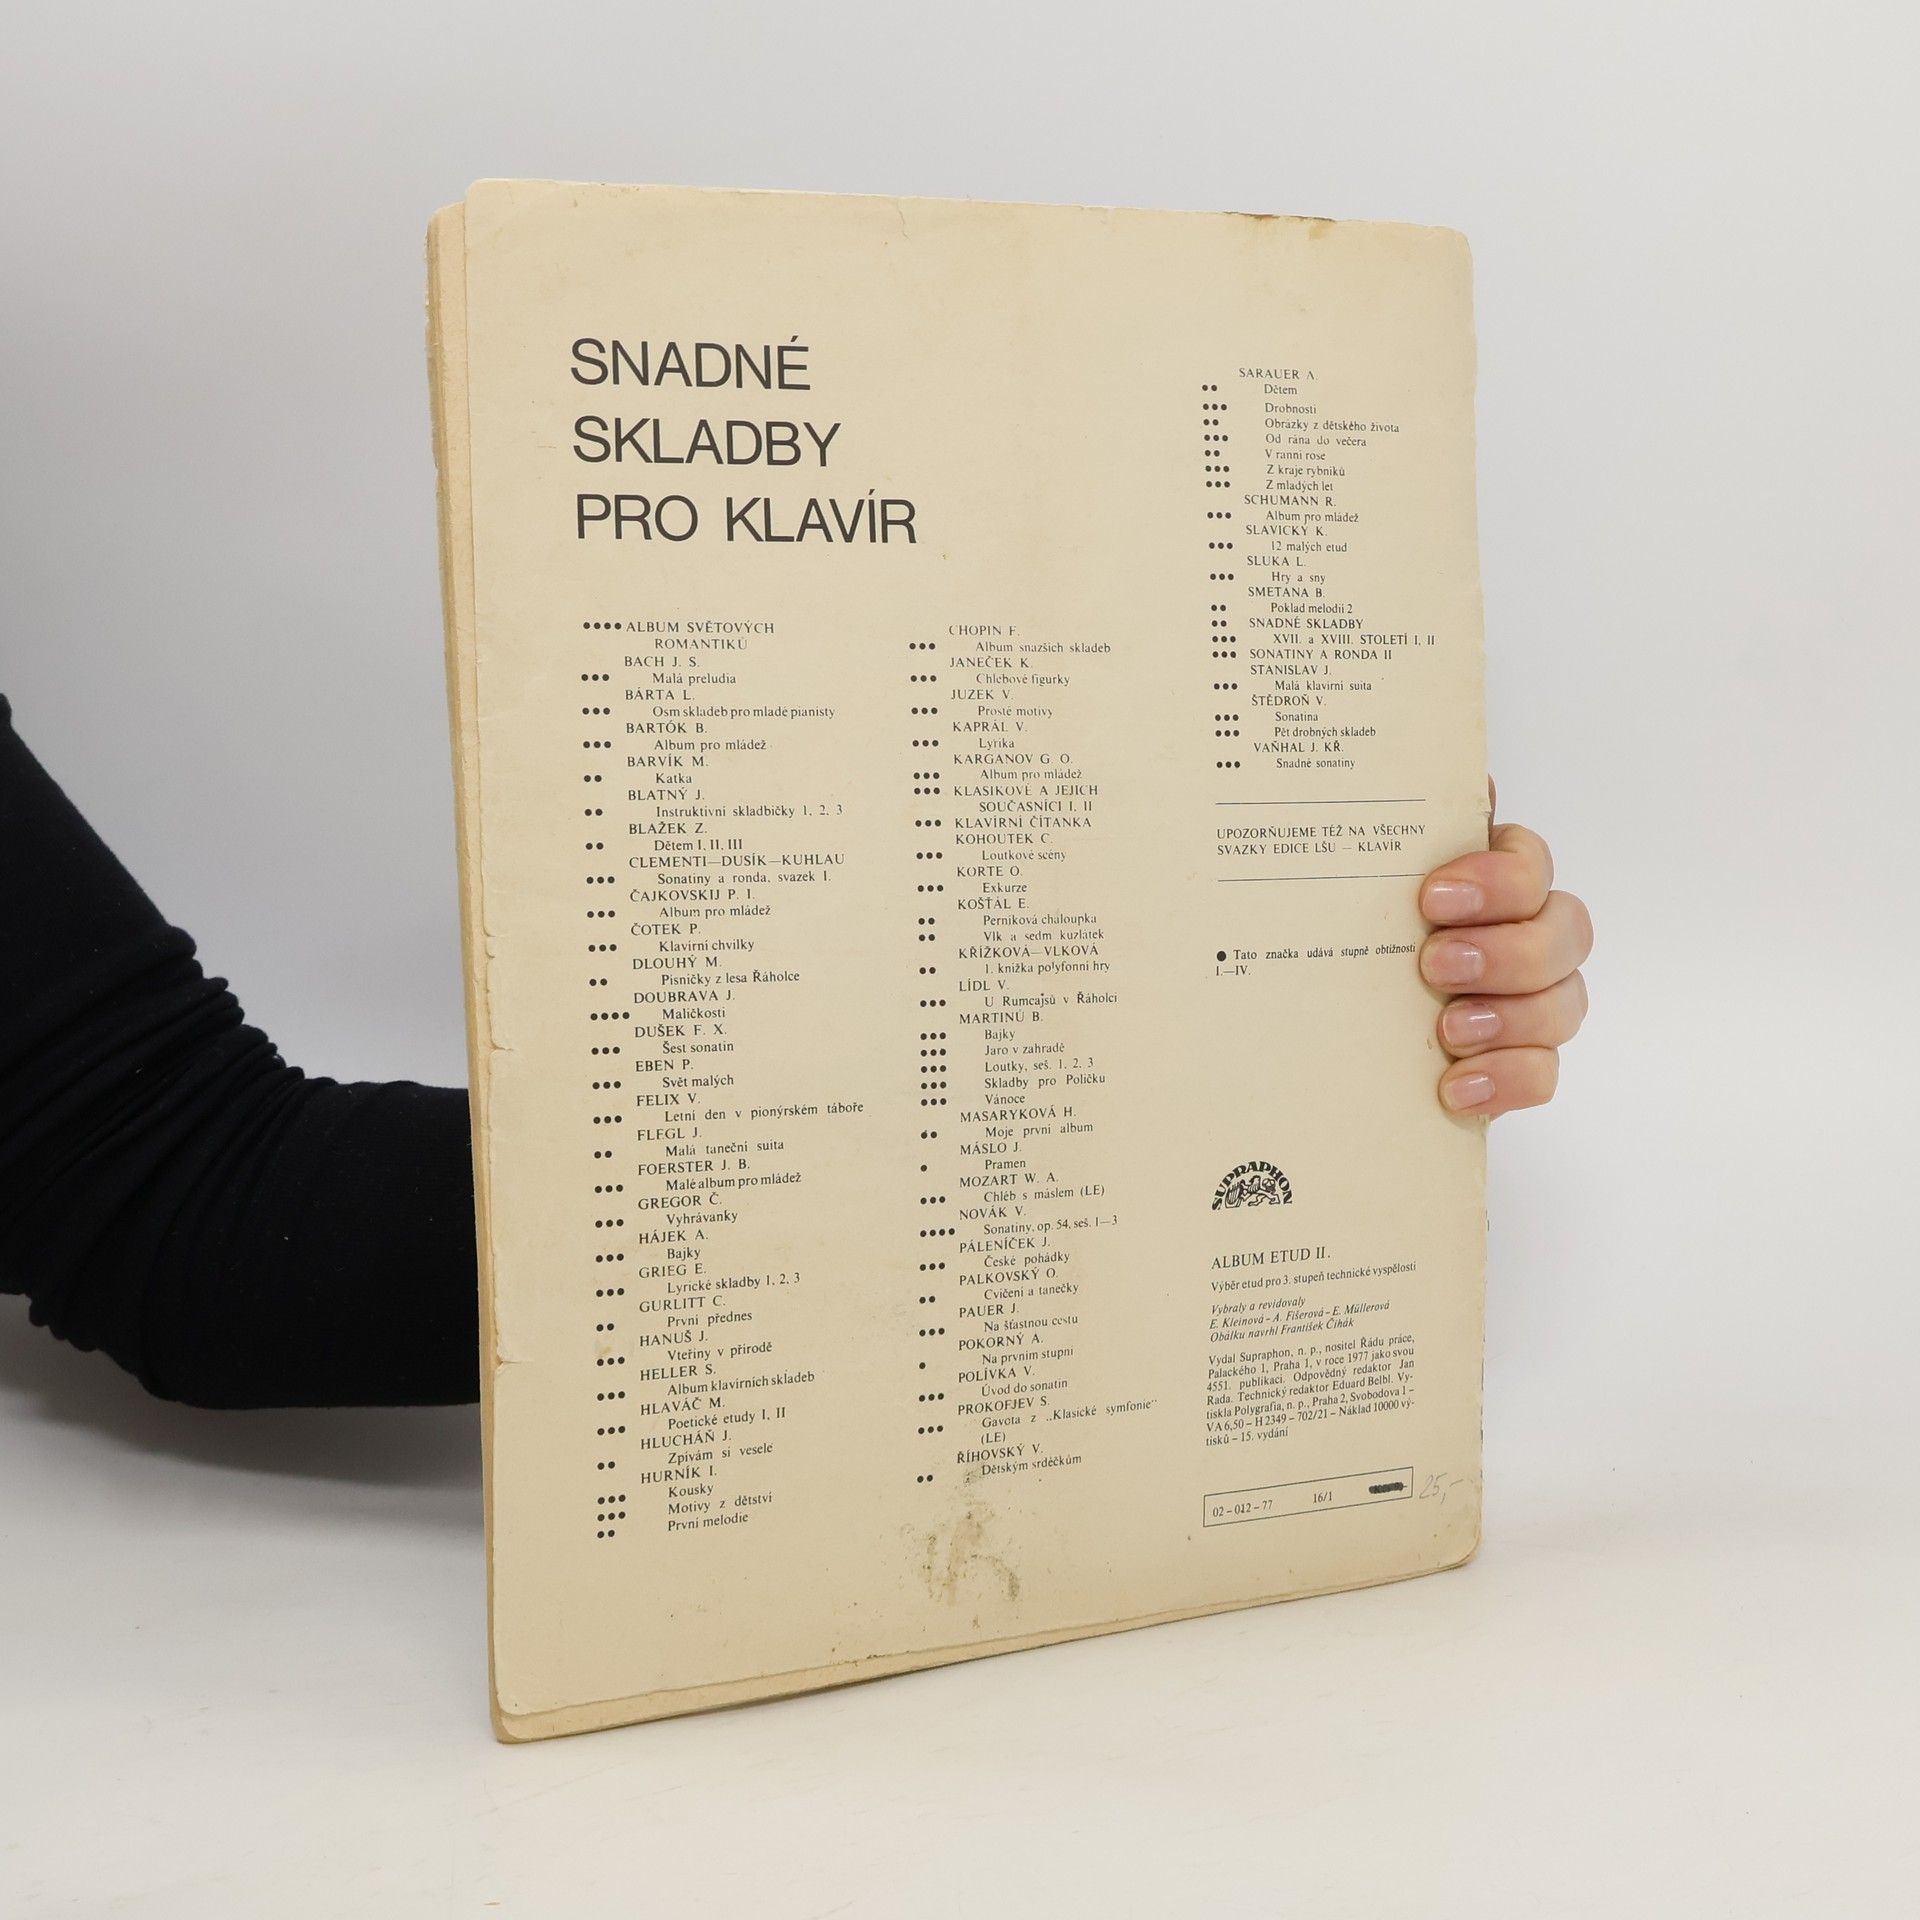 SNADNÉ
SKLADBY
PRO KLAVÍR
●●●● ALBUM SVĚTOVÝCH
ROMANTIKŮ
BACH J. S.
●●● Malá preludia
BÁRTA L.
●●● Osm skladeb pro mladé pianisty
BARTÓK B.
●●● Album pro mládež
BARVÍK M.
●● Katka
BLATNÝ J.
●● Instruktivní skladbičky 1, 2, 3
BLAŽEK Z.
●● Dětem I, II, III
CLEMENTI—DUSÍK—KUHLAU
●●● Sonatiny a ronda, svazek I.
ČAJKOVSKIJ P. I.
●●● Album pro mládež
ČOTEK P.
●●● Klavírní chvilky
DLOUHÝ M.
●● Písničky z lesa Řáholce
DOUBRAVA J.
●●●● Maličkosti
DUŠEK F. X.
●●● Šest sonatin
EBEN P.
●●● Svět malých
FELIX V.
●●● Letní den v pionýrském táboře
FLEGL J.
●● Malá taneční suita
FOERSTER J. B.
●●● Malé album pro mládež
GREGOR Č.
●●● Vyhrávanky
HÁJEK A.
●●● Bajky
GRIEG E.
●●● Lyrické skladby 1, 2, 3
GURLITT C.
●● První přednes
HANUŠ J.
●●● Vteřiny v přírodě
HELLER S.
●●● Album klavírních skladeb
HLAVÁČ M.
●●● Poetické etudy I, II
HLUCHÁŇ J.
●● Zpívám si vesele
HURNÍK I.
●●● Kousky
●●● Motivy z dětství
●● První melodie
CHOPIN F.
●●● Album snazších skladeb
JANEČEK K.
●●● Chlebové figurky
JUZEK V.
●●● Prosté motivy
KAPRÁL V.
●●● Lyrika
KARGANOV G. O.
●●● Album pro mládež
●●● KLASIKOVÉ A JEJICH
SOUČASNÍCI I, II
●●● KLAVÍRNÍ ČÍTANKA
KOHOUTEK C.
●●● Loutkové scény
KORTE O.
●●● Exkurze
KOŠŤÁL E.
●● Perníková chaloupka
●● Vlk a sedm kuzlátek
KŘÍŽKOVÁ—VLKOVÁ
●● 1. knížka polyfonní hry
LÍDL V.
●●● U Rumcajsů v Řáholci
MARTINŮ B.
●●● Bajky
●●● Jaro v zahradě
●●● Loutky, seš. 1, 2, 3
●●● Skladby pro Poličku
●●● Vánoce
MASARYKOVÁ H.
●● Moje první album
MÁSLO J.
● Pramen
MOZART W. A.
●●● Chléb s máslem (LE)
NOVÁK V.
●●●● Sonatiny, op. 54, seš. 1—3
PÁLENÍČEK J.
●●● České pohádky
PALKOVSKÝ O.
●● Cvičení a tanečky
PAUER J.
●●● Na šťastnou cestu
POKORNÝ A.
● Na prvním stupni
POLÍVKA V.
●●● Úvod do sonatin
PROKOFJEV S.
●●● Gavota z „Klasické symfonie“
(LE)
ŘÍHOVSKÝ V.
●● Dětským srdéčkům
SARAUER A.
●● Dětem
●●● Drobnosti
●● Obrázky z dětského života
●●● Od rána do večera
●● V ranní rose
●●● Z kraje rybníků
●●● Z mladých let
SCHUMANN R.
●●● Album pro mládež
SLAVICKÝ K.
●●● 12 malých etud
SLUKA L.
●●● Hry a sny
SMETANA B.
●● Poklad melodií 2
●● SNADNÉ SKLADBY
●●● XVII. a XVIII. STOLETÍ I, II
●●● SONATINY A RONDA II
STANISLAV J.
●●● Malá klavírní suita
ŠTĚDROŇ V.
●●● Sonatina
●●● Pět drobných skladeb
VAŇHAL J. KŘ.
●●● Snadné sonatiny
UPOZORŇUJEME TÉŽ NA VŠECHNY
SVAZKY EDICE LŠU — KLAVÍR
● Tato značka udává stupně obtížnosti
I.—IV.
SUPRAPHON
ALBUM ETUD II.
Výběr etud pro 3. stupeň technické vyspělosti
Vybraly a revidovaly
E. Kleinová – A. Fišerová – E. Müllerová
Obálku navrhl František Čihák
Vydal Supraphon, n. p., nositel Řádu práce,
Palackého 1, Praha 1, v roce 1977 jako svou
4551. publikaci. Odpovědný redaktor Jan
Rada. Technický redaktor Eduard Belbl. Vy-
tiskla Polygrafia, n. p., Praha 2, Svobodova 1 –
VA 6,50 – H 2349 – 702/21 – Náklad 10000 vý-
tisků – 15. vydání
02 – 012 – 77 16/1
25,–